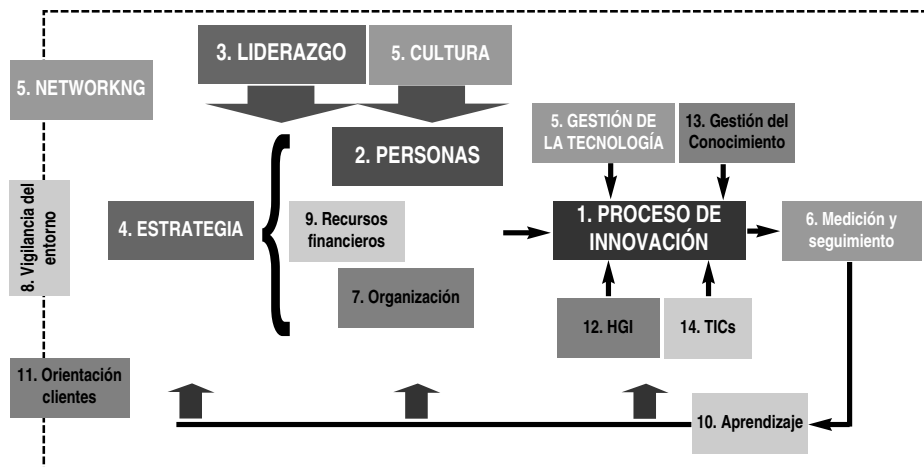 3. LIDERAZGO
5. CULTURA
5. NETWORKNG
5. GESTIÓN DE
LA TECNOLOGÍA
13. Gestión del
Conocimiento
2. PERSONAS
8. Vigilancia del
entorno
4. ESTRATEGIA
9. Recursos
financieros
1. PROCESO DE
INNOVACIÓN
6. Medición y
seguimiento
7. Organización
12. HGI
14. TICs
11. Orientación
clientes
10. Aprendizaje